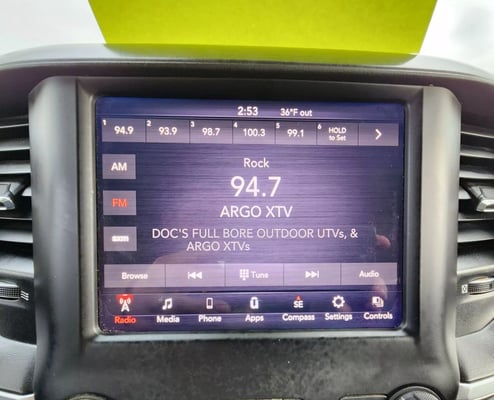 2:53 36°F out
1 94.9 2 93.9 3 98.7 4 100.3 5 99.1 6 HOLD to Set
AM
Rock
FM
94.7
ARGO XTV
DOC'S FULL BORE OUTDOOR UTVs, &
ARGO XTVs
Browse Tune Audio
SE
Radio Media Phone Apps Compass Settings Controls